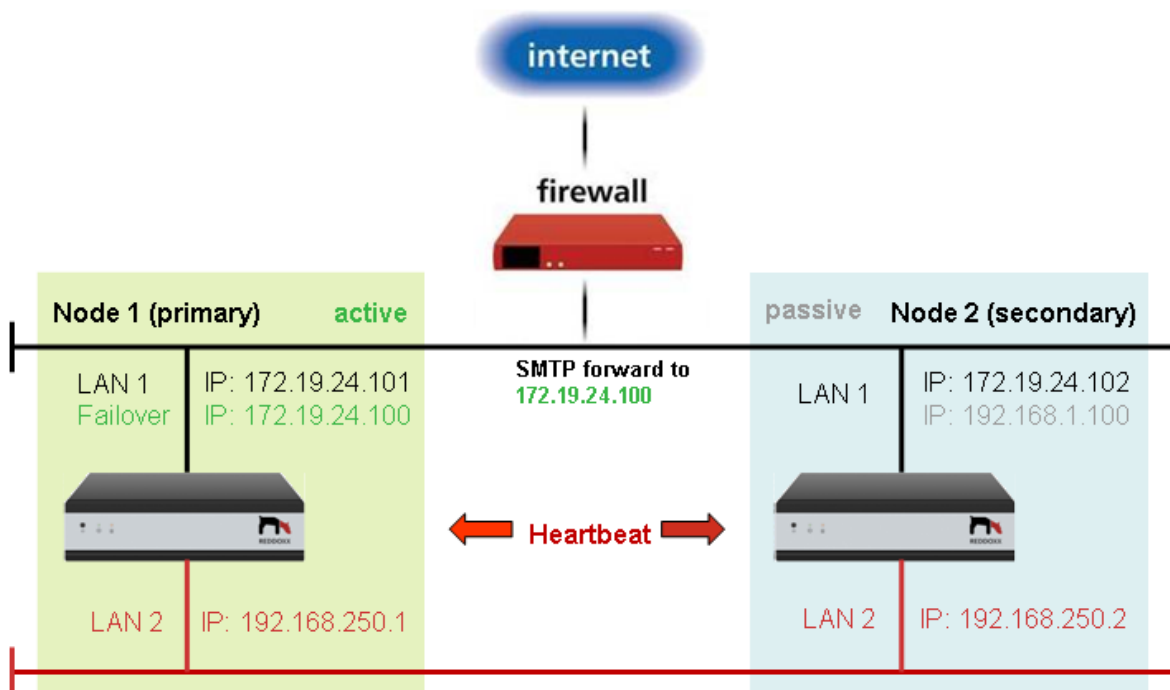 internet
firewall
Node 1 (primary) active
passive Node 2 (secondary)
LAN 1 IP: 172.19.24.101
Failover IP: 172.19.24.100
SMTP forward to
172.19.24.100
LAN 1 IP: 172.19.24.102
IP: 192.168.1.100
REDDOXX
Heartbeat
REDDOXX
LAN 2 IP: 192.168.250.1
LAN 2 IP: 192.168.250.2